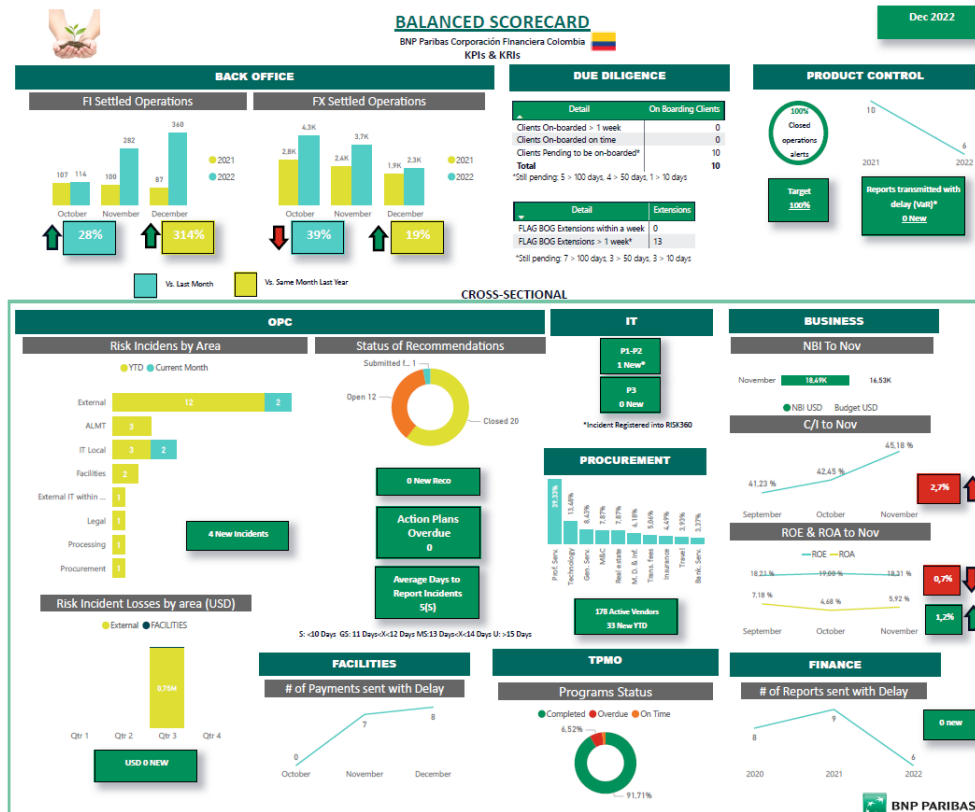 BALANCED SCORECARD
Dec 2022
BNP Paribas Corporación Financiera Colombia
KPIs & KRIs
BACK OFFICE
FI Settled Operations
FX Settled Operations
107 114
282
100
360
87
2021
2022
October November December
2,8K
4,3K
2,4K
3,7K
1,9K 2,3K
2021
2022
October November December
28%
314%
39%
19%
Vs. Last Month
Vs. Same Month Last Year
DUE DILIGENCE
Detail On Boarding Clients
Clients On-boarded > 1 week 0
Clients On-boarded on time 0
Clients Pending to be on-boarded* 10
Total 10
*Still pending: 5 > 100 days, 4 > 50 days, 1 > 10 days
Detail Extensions
FLAG BOG Extensions within a week 0
FLAG BOG Extensions > 1 week* 13
*Still pending: 7 > 100 days, 3 > 50 days, 3 > 10 days
PRODUCT CONTROL
100%
Closed
operations
alerts
Target
100%
10
6
2021 2022
Reports transmitted with
delay (VaR)*
0 New
CROSS-SECTIONAL
OPC
Risk Incidens by Area
YTD Current Month
External 12 2
ALMT 3
IT Local 3 2
Facilities 2
External IT within ... 1
Legal 1
Processing 1
Procurement 1
4 New Incidents
Risk Incident Losses by area (USD)
External FACILITIES
0,75M
Qtr 1 Qtr 2 Qtr 3 Qtr 4
USD 0 NEW
Status of Recommendations
Submitted f... 1
Open 12
Closed 20
0 New Reco
Action Plans
Overdue
0
Average Days to
Report Incidents
5(S)
S: <10 Days GS: 11 Days<X<12 Days MS:13 Days<X<14 Days U: >15 Days
IT
P1-P2
1 New*
P3
0 New
*Incident Registered into RISK360
PROCUREMENT
13,48%
8,43%
7,87%
7,87%
6,18%
5,06%
4,49%
3,93%
3,37%
Prof. Serv.
Technology
Gen. Serv.
M&C
Real estate
M. D. & Inf.
Trans. fees
Insurance
Travel
Bank. Serv.
178 Active Vendors
33 New YTD
BUSINESS
NBI To Nov
November 18,49K 16,53K
NBI USD Budget USD
C/I to Nov
41,23 %
42,45 %
45,18 %
September October November
2,7%
ROE & ROA to Nov
ROE ROA
18,21 % 19,00 % 18,31 %
7,18 %
4,68 %
5,92 %
September October November
0,7%
1,2%
FACILITIES
# of Payments sent with Delay
0
7
8
October November December
TPMO
Programs Status
Completed Overdue On Time
6,52%
91,71%
FINANCE
# of Reports sent with Delay
8
9
6
2020 2021 2022
0 new
BNP PARIBAS